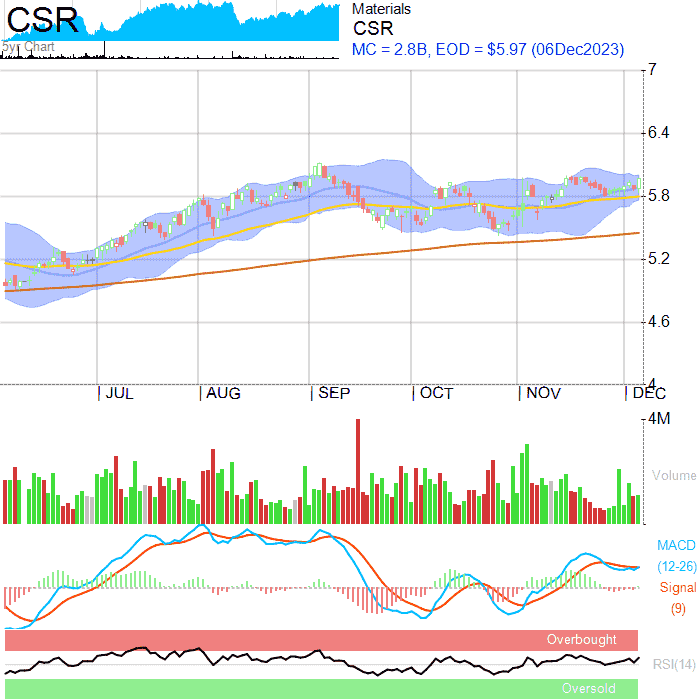 CSR
5yr Chart
Materials
CSR
MC = 2.8B, EOD = $5.97 (06Dec2023)
7
6.4
5.8
5.2
4.6
4
JUL AUG SEP OCT NOV DEC
4M
Volume
MACD
(12-26)
Signal
(9)
Overbought
RSI(14)
Oversold